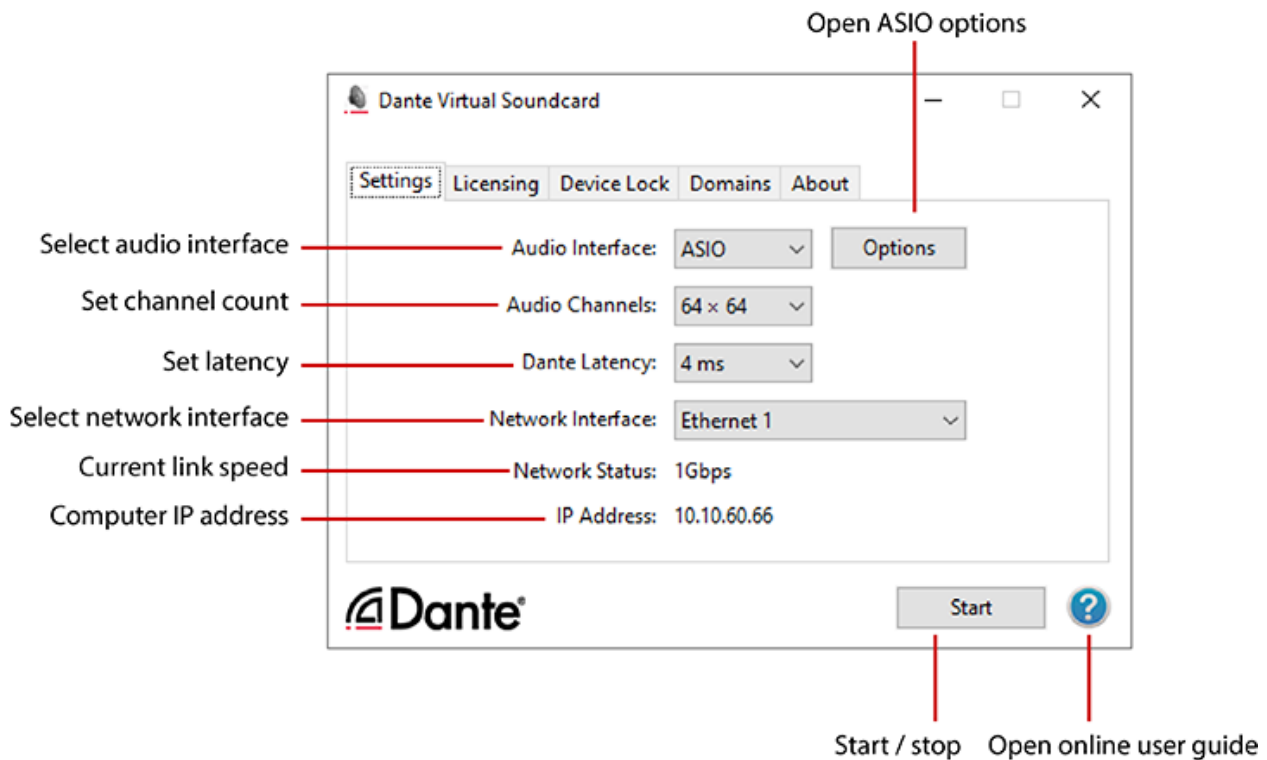 Open ASIO options
Dante Virtual Soundcard
Settings Licensing Device Lock Domains About
Select audio interface Audio Interface: ASIO Options
Set channel count Audio Channels: 64 × 64
Set latency Dante Latency: 4 ms
Select network interface Network Interface: Ethernet 1
Current link speed Network Status: 1Gbps
Computer IP address IP Address: 10.10.60.66
Dante® Start ?
Start / stop Open online user guide